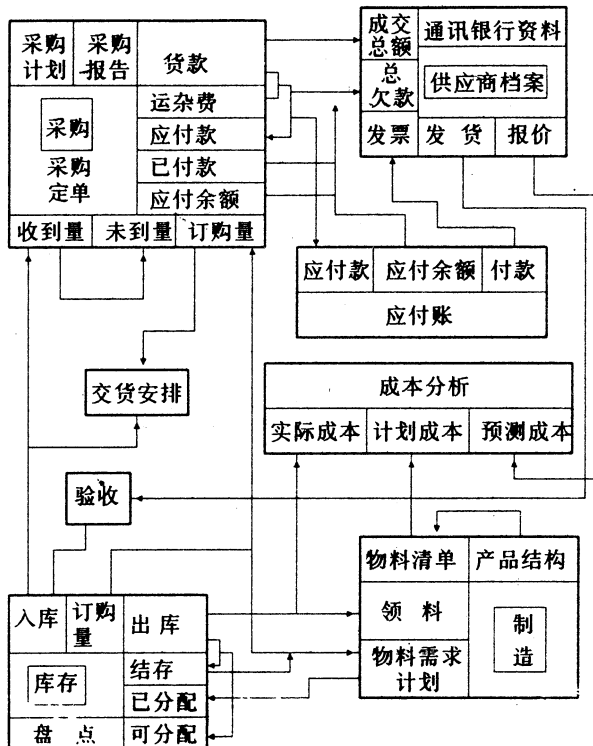 采购计划
采购报告
货款
采购
采购定单
运杂费
应付款
已付款
应付余额
收到量
未到量
订购量
成交总额
通讯银行资料
总欠款
供应商档案
发票
发货
报价
应付款
应付余额
付款
应付账
交货安排
成本分析
实际成本
计划成本
预测成本
验收
物料清单
产品结构
领料
制造
物料需求计划
入库
订购量
出库
库存
结存
已分配
盘点
可分配